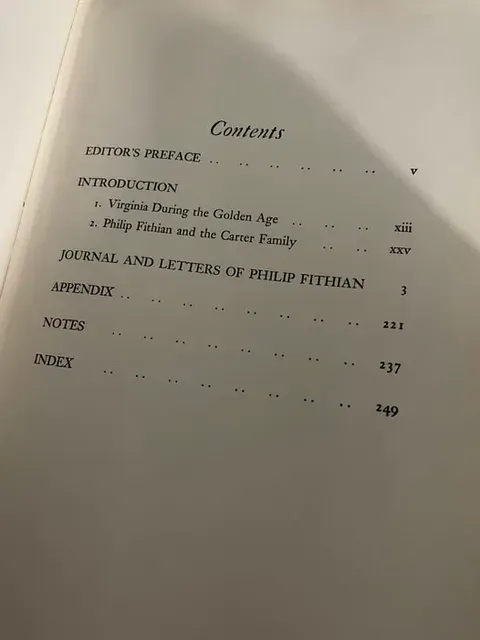 Contents
EDITOR'S PREFACE .. .. .. .. .. .. v
INTRODUCTION
1. Virginia During the Golden Age .. .. .. xiii
2. Philip Fithian and the Carter Family .. .. xxv
JOURNAL AND LETTERS OF PHILIP FITHIAN 3
APPENDIX .. .. .. .. .. .. .. .. 221
NOTES .. .. .. .. .. .. .. .. 237
INDEX .. .. .. .. .. .. .. .. 249